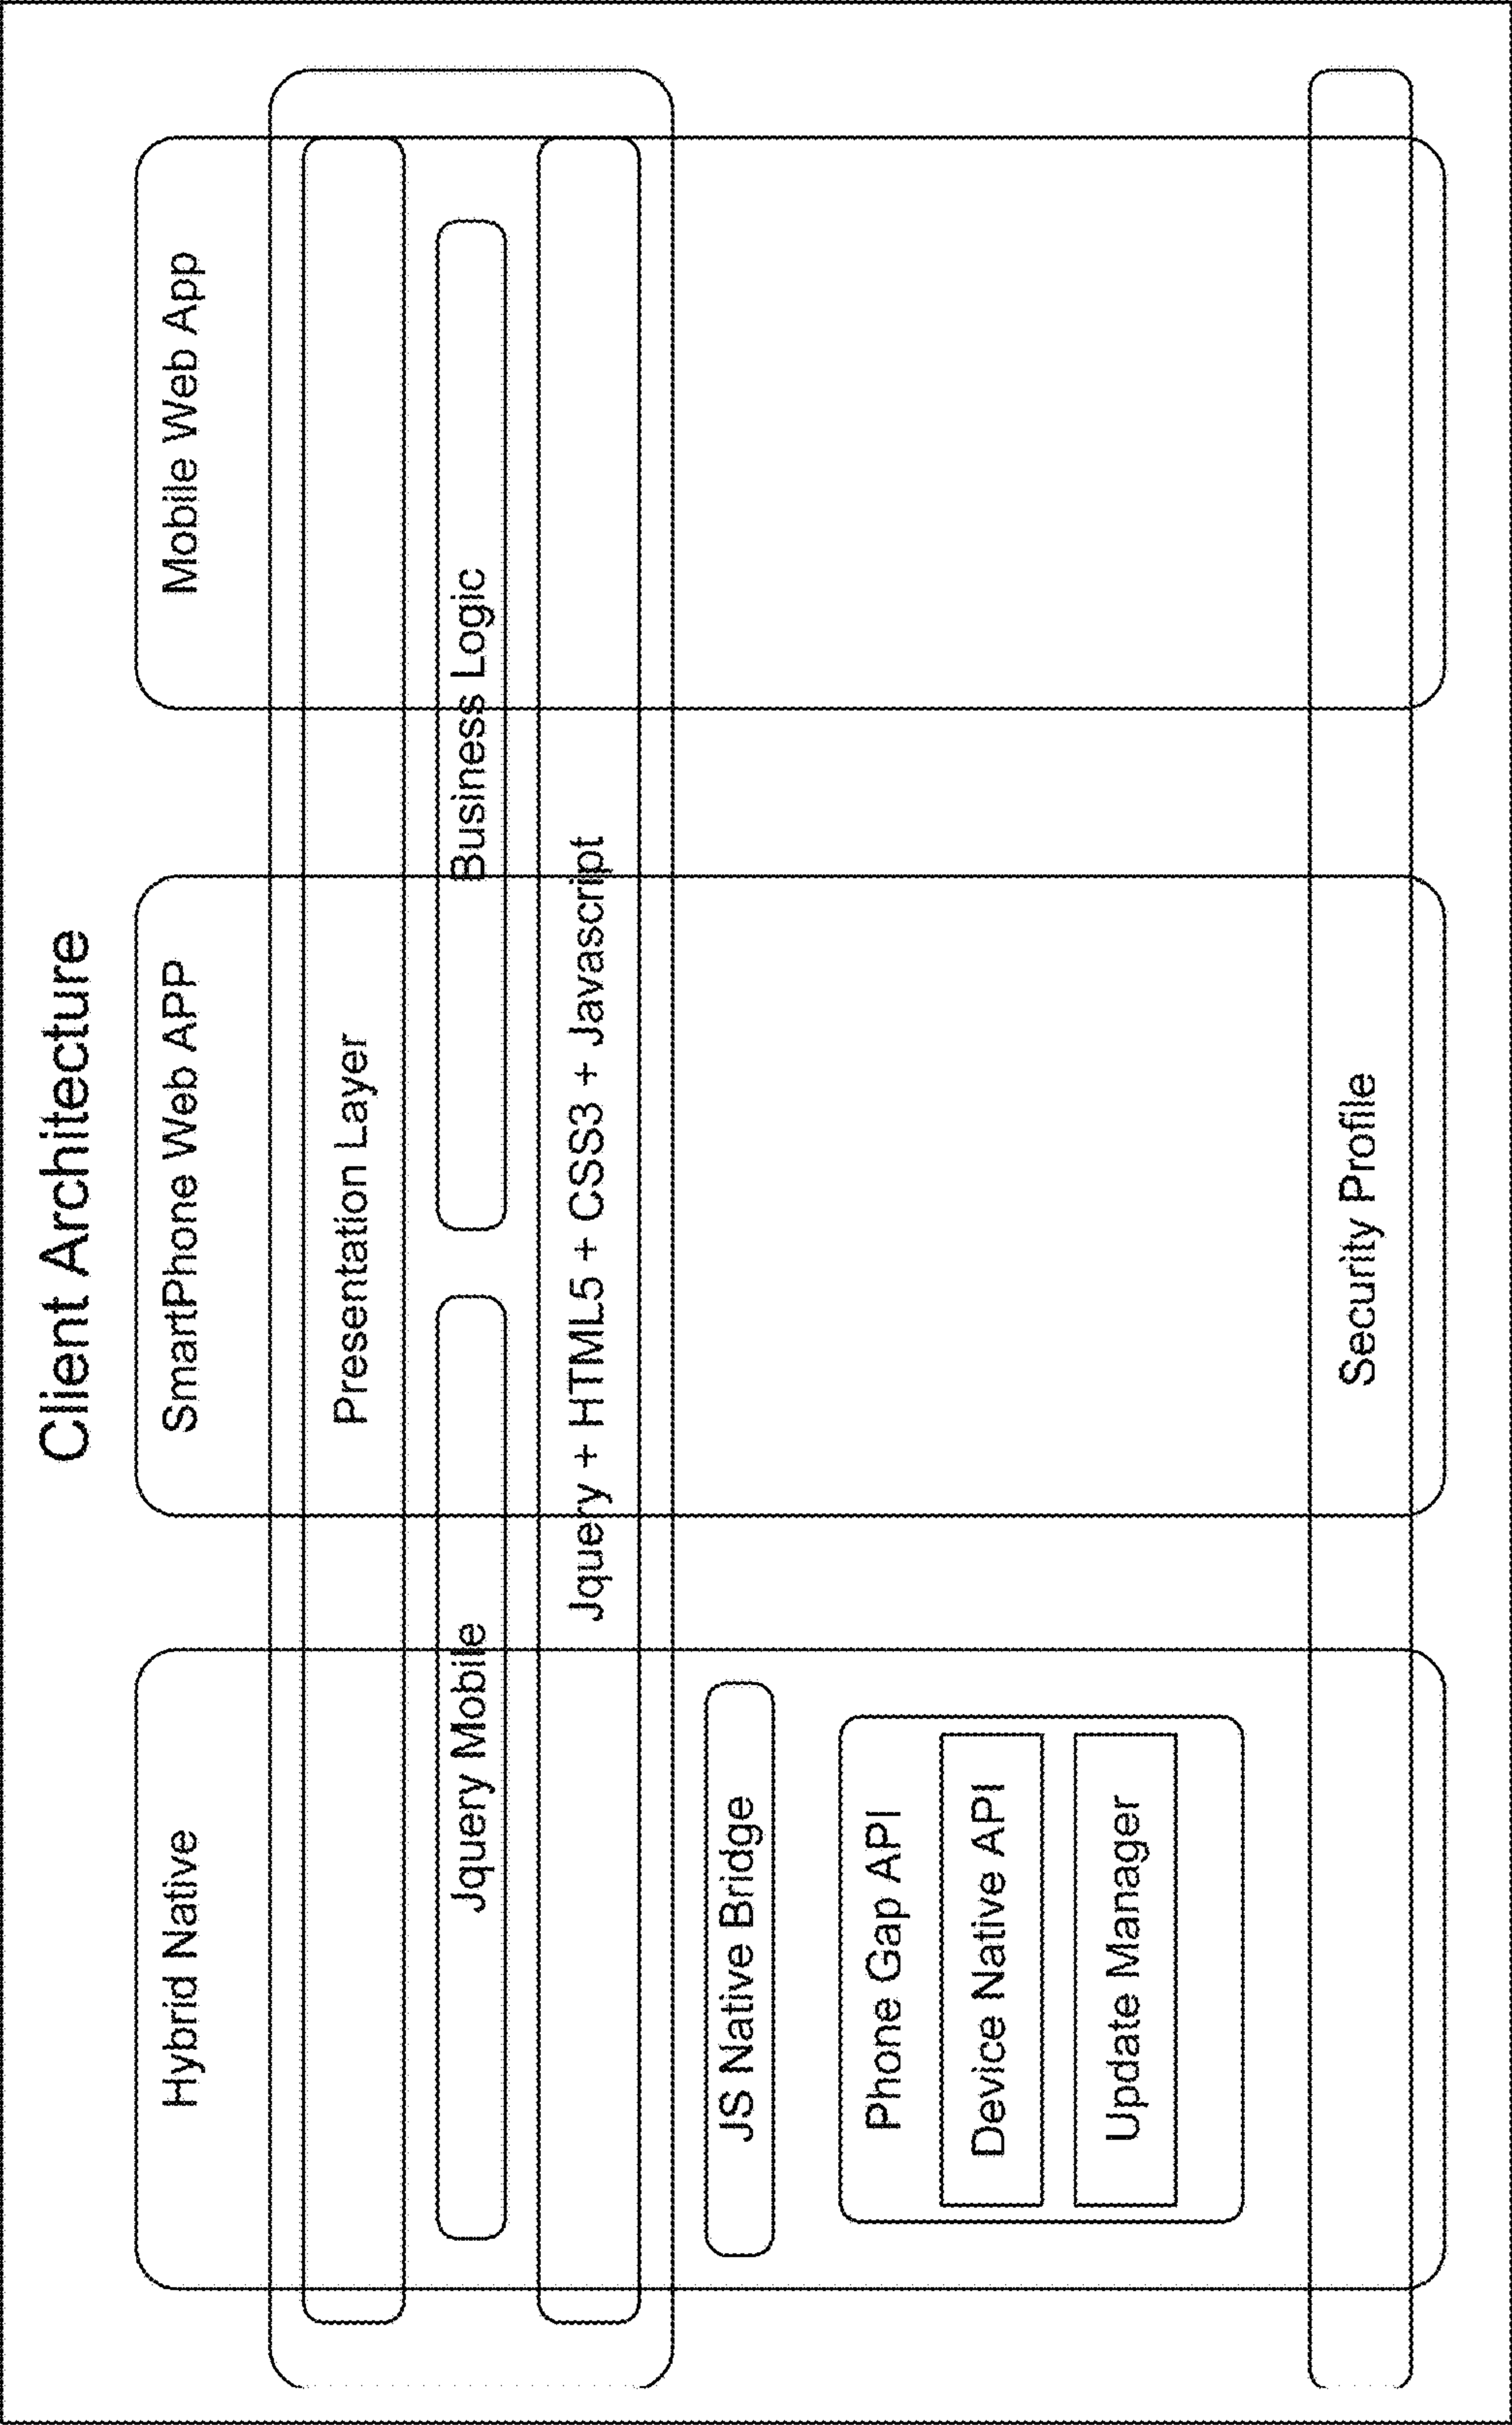 Client Architecture
Hybrid Native
SmartPhone Web APP
Mobile Web App
Presentation Layer
Jquery Mobile
Business Logic
Jquery + HTML5 + CSS3 + Javascript
JS Native Bridge
Phone Gap API
Device Native API
Update Manager
Security Profile